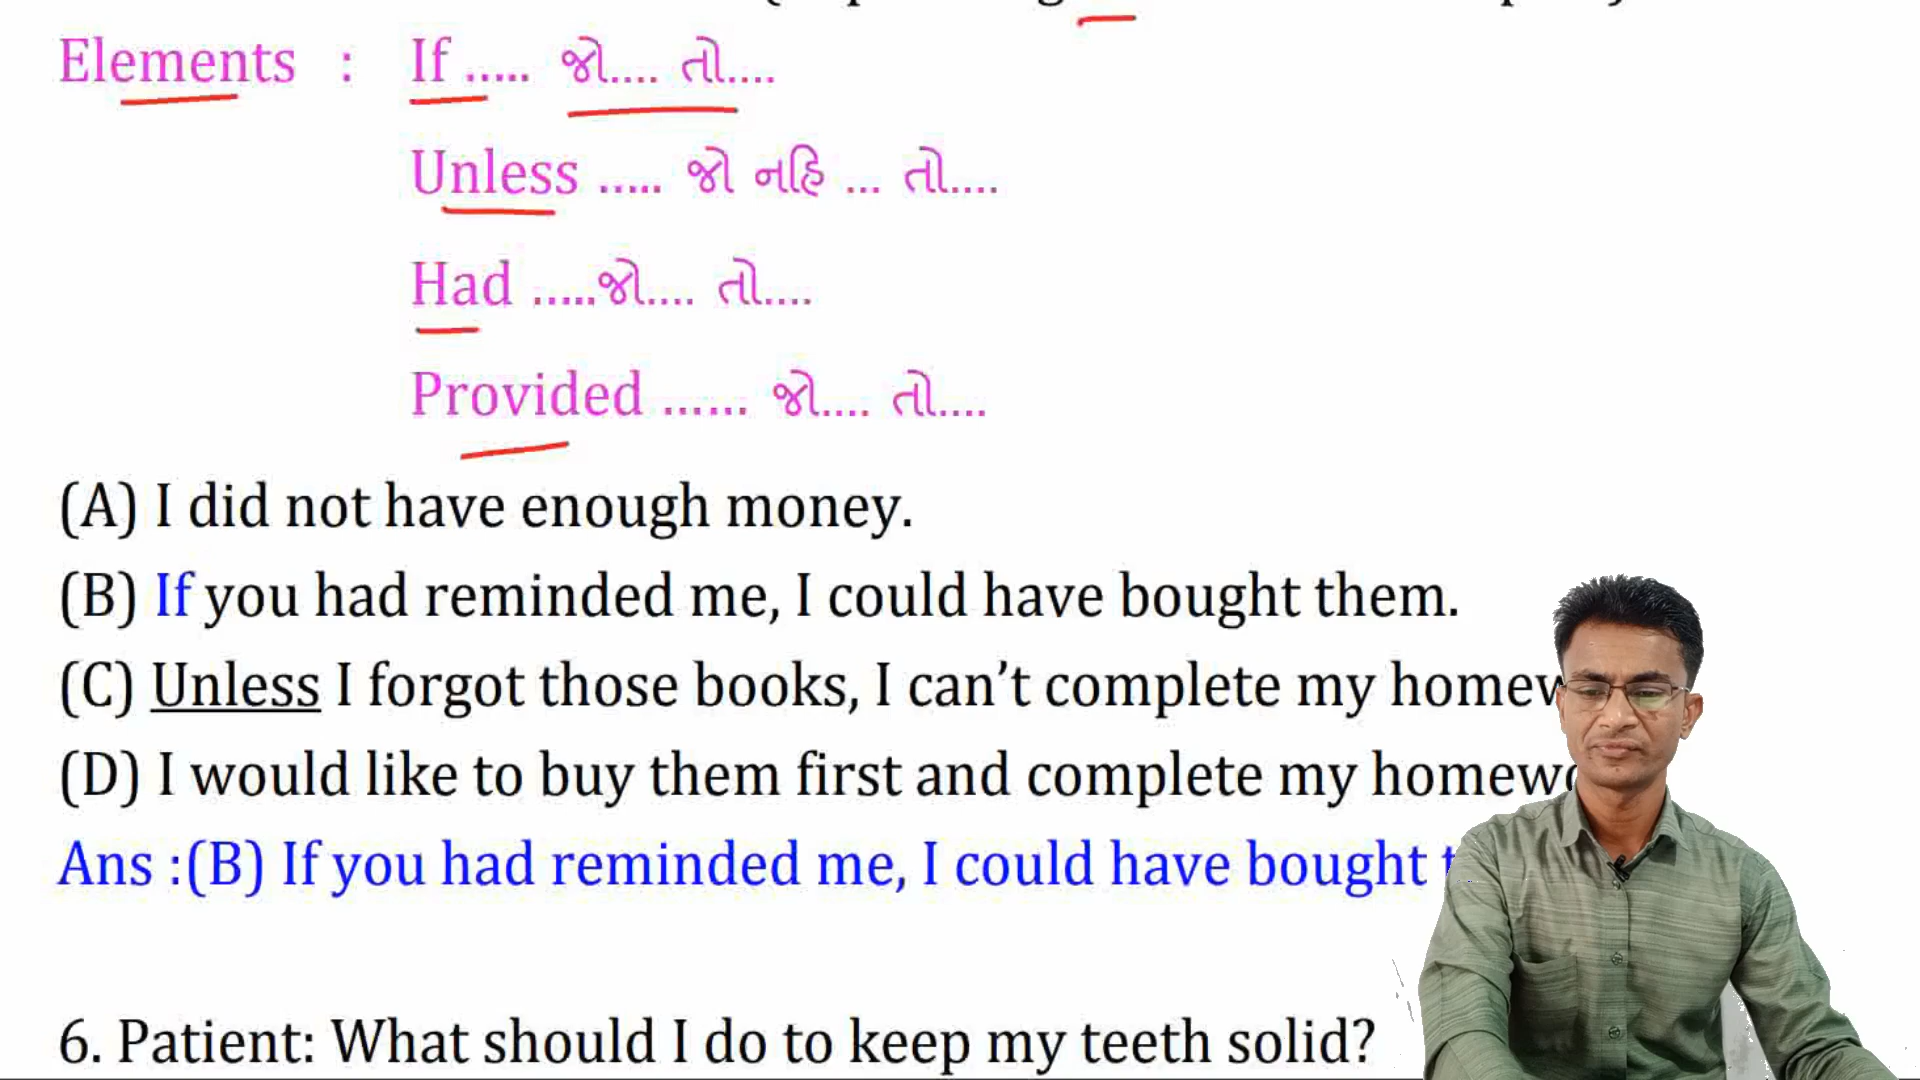 Elements : If ..... જો.... તો....
Unless ..... જો નહિ ... તો....
Had .....જો.... તો....
Provided ...... જો.... તો....
(A) I did not have enough money.
(B) If you had reminded me, I could have bought them.
(C) Unless I forgot those books, I can’t complete my
(D) I would like to buy them first and complete my
Ans :(B) If you had reminded me, I could have bought
6. Patient: What should I do to keep my teeth solid?